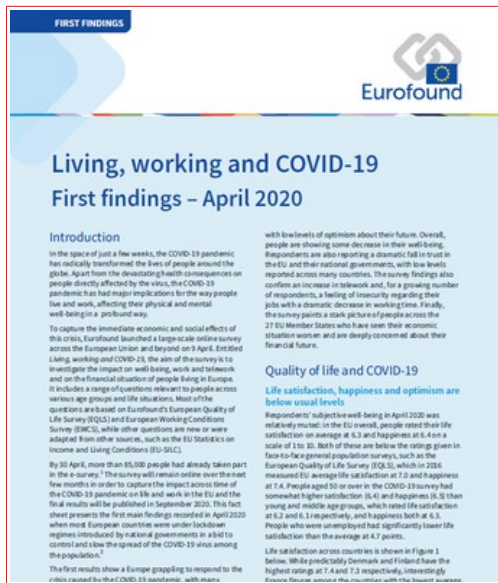 FIRST FINDINGS
Eurofound
Living, working and COVID-19
First findings – April 2020
Introduction
In the space of just a few weeks, the COVID-19 pandemic
has radically transformed the lives of people around the
globe. Apart from the devastating health consequences on
people directly affected by the virus, the COVID-19
pandemic has had major implications for the way people
live and work, affecting their physical and mental
well-being in a profound way.
To capture the immediate economic and social effects of
this crisis, Eurofound launched a large-scale online survey
across the European Union and beyond on 9 April. Entitled
Living, working and COVID-19, the aim of the survey is to
investigate the impact on well-being, work and telework
and on the financial situation of people living in Europe.
It includes a range of questions relevant to people across
various age groups and life situations. Most of the
questions are based on Eurofound's European Quality of
Life Survey (EQLS) and European Working Conditions
Survey (EWCS), while other questions are new or were
adapted from other sources, such as the EU Statistics on
Income and Living Conditions (EU-SILC).
By 30 April, more than 85,000 people had already taken part
in the e-survey.1 The survey will remain online over the next
few months in order to capture the impact across time of
the COVID-19 pandemic on life and work in the EU and the
final results will be published in September 2020. This fact
sheet presents the first main findings recorded in April 2020
when most European countries were under lockdown
regimes introduced by national governments in a bid to
control and slow the spread of the COVID-19 virus among
the population.2
The first results show a Europe grappling to respond to the
crisis caused by the COVID-19 pandemic, with many
with low levels of optimism about their future. Overall,
people are showing some decrease in their well-being.
Respondents are also reporting a dramatic fall in trust in
the EU and their national governments, with low levels
reported across many countries. The survey findings also
confirm an increase in telework and, for a growing number
of respondents, a feeling of insecurity regarding their
jobs with a dramatic decrease in working time. Finally,
the survey paints a stark picture of people across the
27 EU Member States who have seen their economic
situation worsen and are deeply concerned about their
financial future.
Quality of life and COVID-19
Life satisfaction, happiness and optimism are
below usual levels
Respondents' subjective well-being in April 2020 was
relatively muted: in the EU overall, people rated their life
satisfaction on average at 6.3 and happiness at 6.4 on a
scale of 1 to 10. Both of these are below the ratings given in
face-to-face general population surveys, such as the
European Quality of Life Survey (EQLS), which in 2016
measured EU average life satisfaction at 7.0 and happiness
at 7.4. People aged 50 or over in the COVID-19 survey had
somewhat higher satisfaction (6.4) and happiness (6.5) than
young and middle age groups, which rated life satisfaction
at 6.2 and 6.1 respectively, and happiness both at 6.3.
People who were unemployed had significantly lower life
satisfaction than the average at 4.7 points.
Life satisfaction across countries is shown in Figure 1
below. While predictably Denmark and Finland have the
highest ratings at 7.4 and 7.3 respectively, interestingly
France figures among the countries with the lowest average